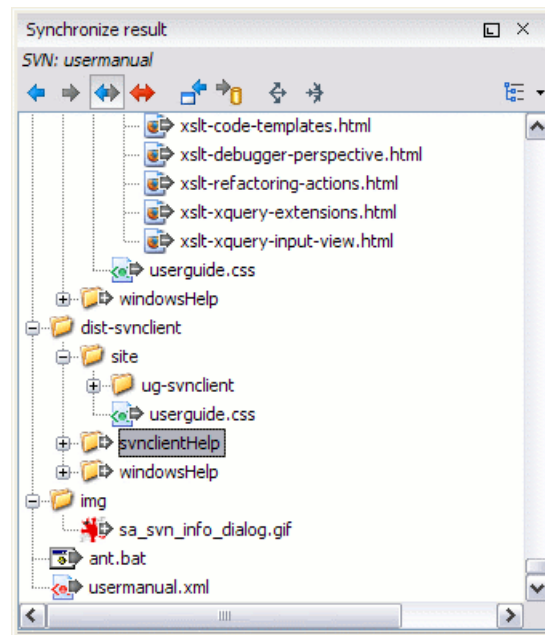 Synchronize result
SVN: usermanual
xslt-code-templates.html
xslt-debugger-perspective.html
xslt-refactoring-actions.html
xslt-xquery-extensions.html
xslt-xquery-input-view.html
userguide.css
windowsHelp
dist-svnclient
site
ug-svnclient
userguide.css
svnclientHelp
windowsHelp
img
sa_svn_info_dialog.gif
ant.bat
usermanual.xml